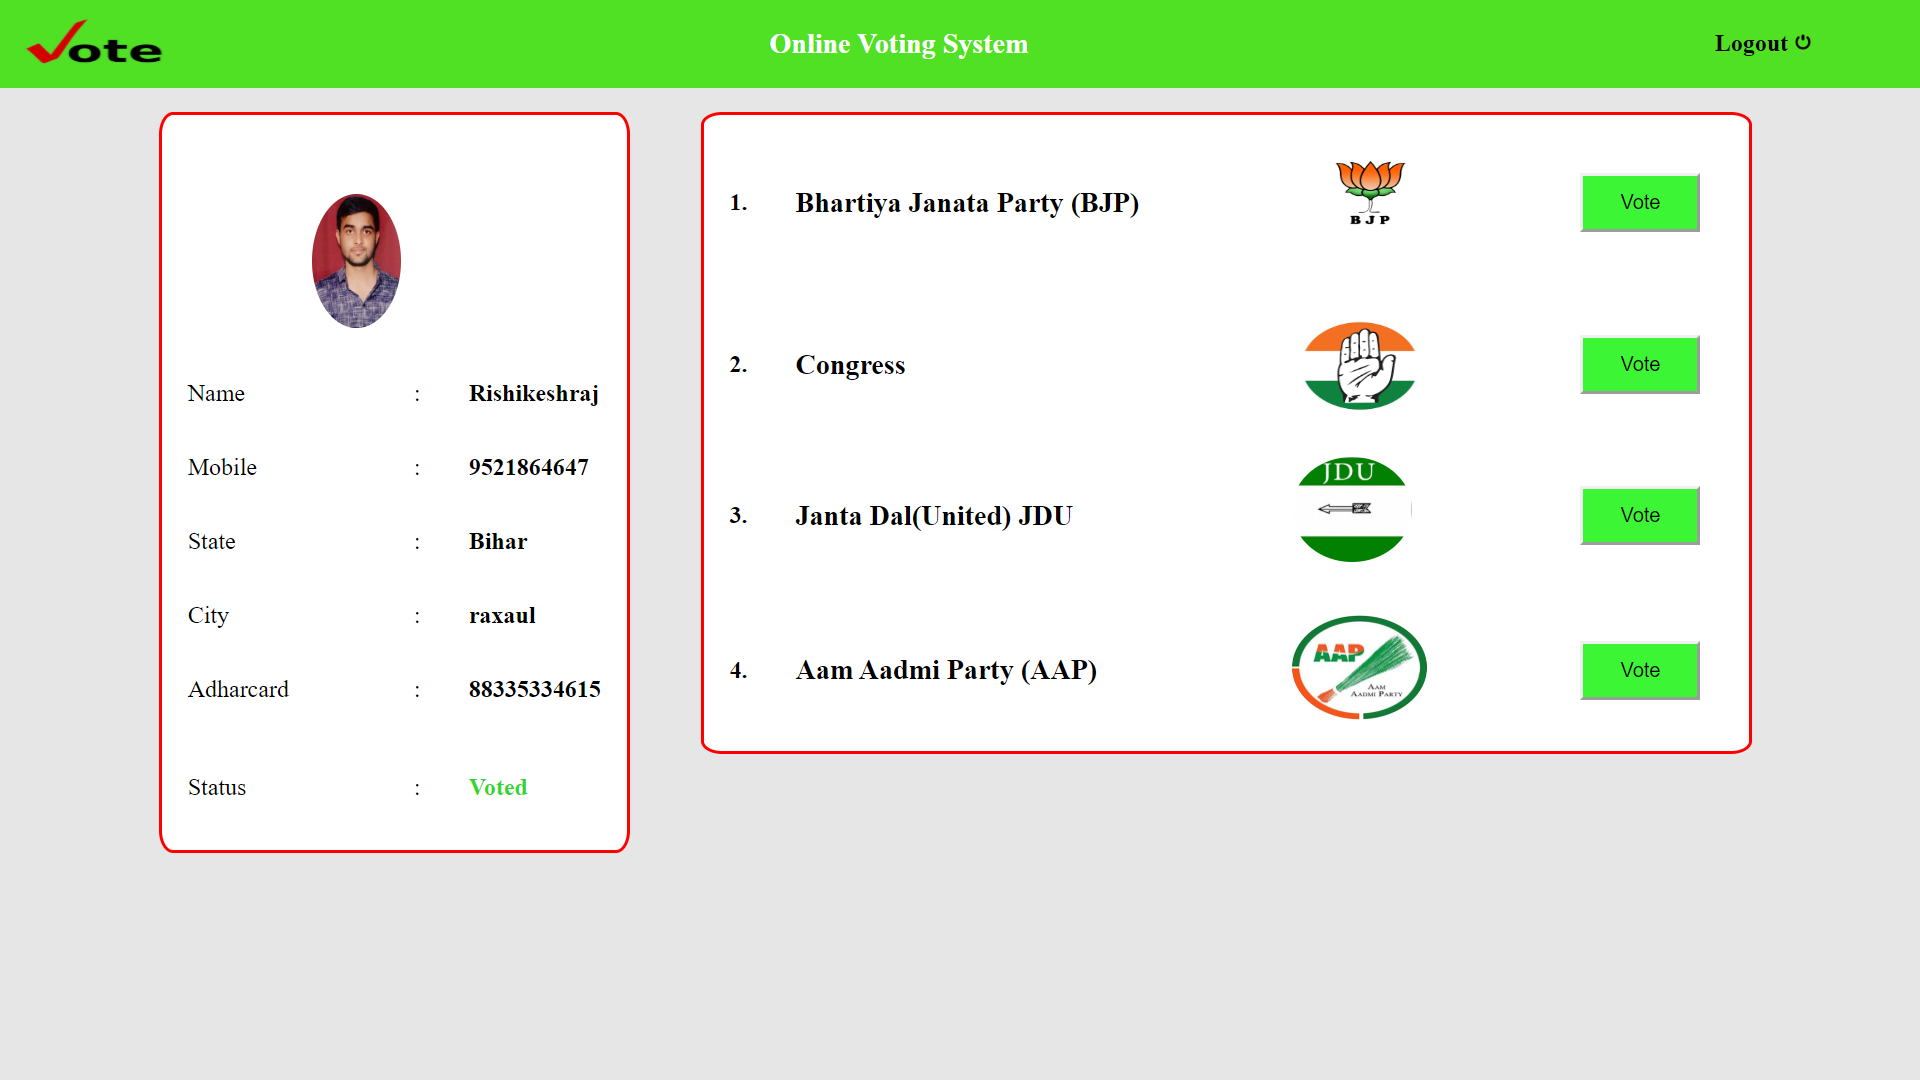 Vote
Online Voting System
Logout
Name : Rishikeshraj
Mobile : 9521864647
State : Bihar
City : raxaul
Adharcard : 88335334615
Status : Voted
1. Bhartiya Janata Party (BJP) BJP Vote
2. Congress Vote
3. Janta Dal(United) JDU JDU Vote
4. Aam Aadmi Party (AAP) AAP Vote
Aam
Aadmi Party